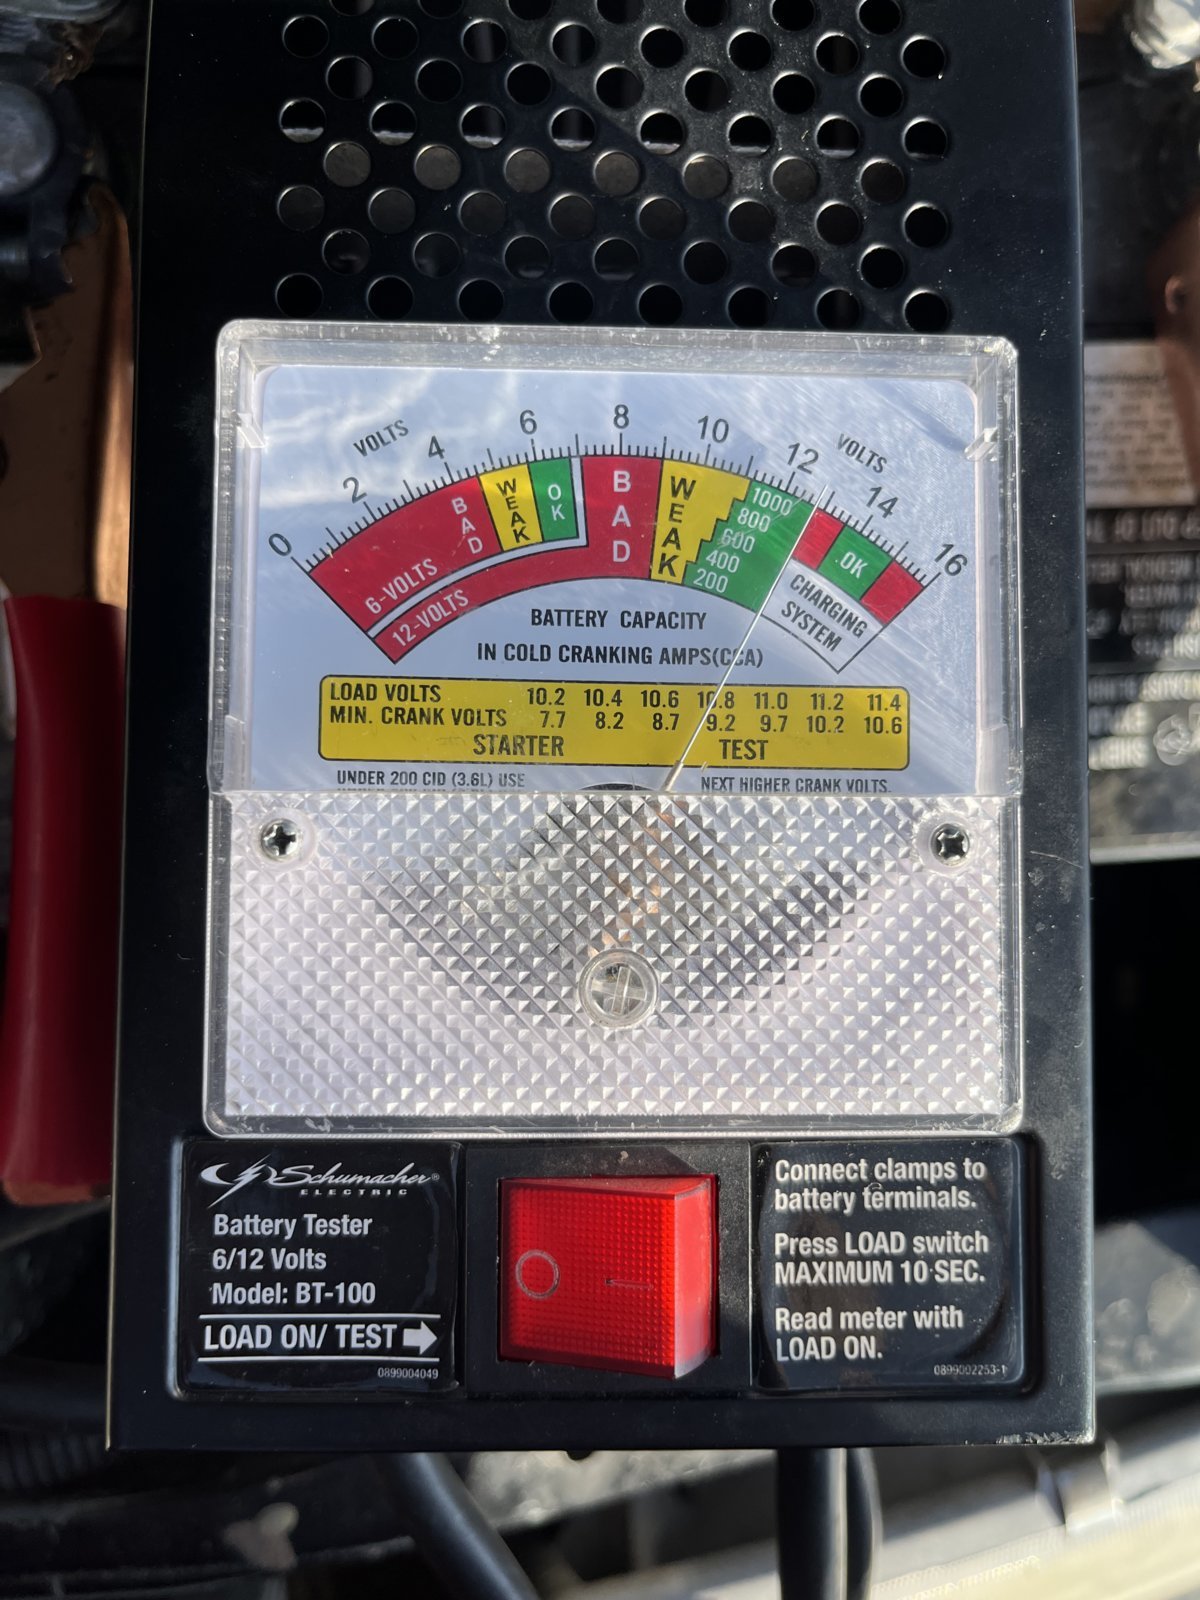 VOLTS
VOLTS
0 2 4 6 8 10 12 14 16
BAD
WEAK
OK
BAD
WEAK
1000
800
600
400
200
OK
6-VOLTS
12-VOLTS
CHARGING
SYSTEM
BATTERY CAPACITY
IN COLD CRANKING AMPS(CCA)
LOAD VOLTS 10.2 10.4 10.6 10.8 11.0 11.2 11.4
MIN. CRANK VOLTS 7.7 8.2 8.7 9.2 9.7 10.2 10.6
STARTER TEST
UNDER 200 CID (3.6L) USE NEXT HIGHER CRANK VOLTS.
Schumacher®
ELECTRIC
Battery Tester
6/12 Volts
Model: BT-100
LOAD ON/ TEST
0899004049
Connect clamps to
battery terminals.
Press LOAD switch
MAXIMUM 10 SEC.
Read meter with
LOAD ON.
0899002253-1